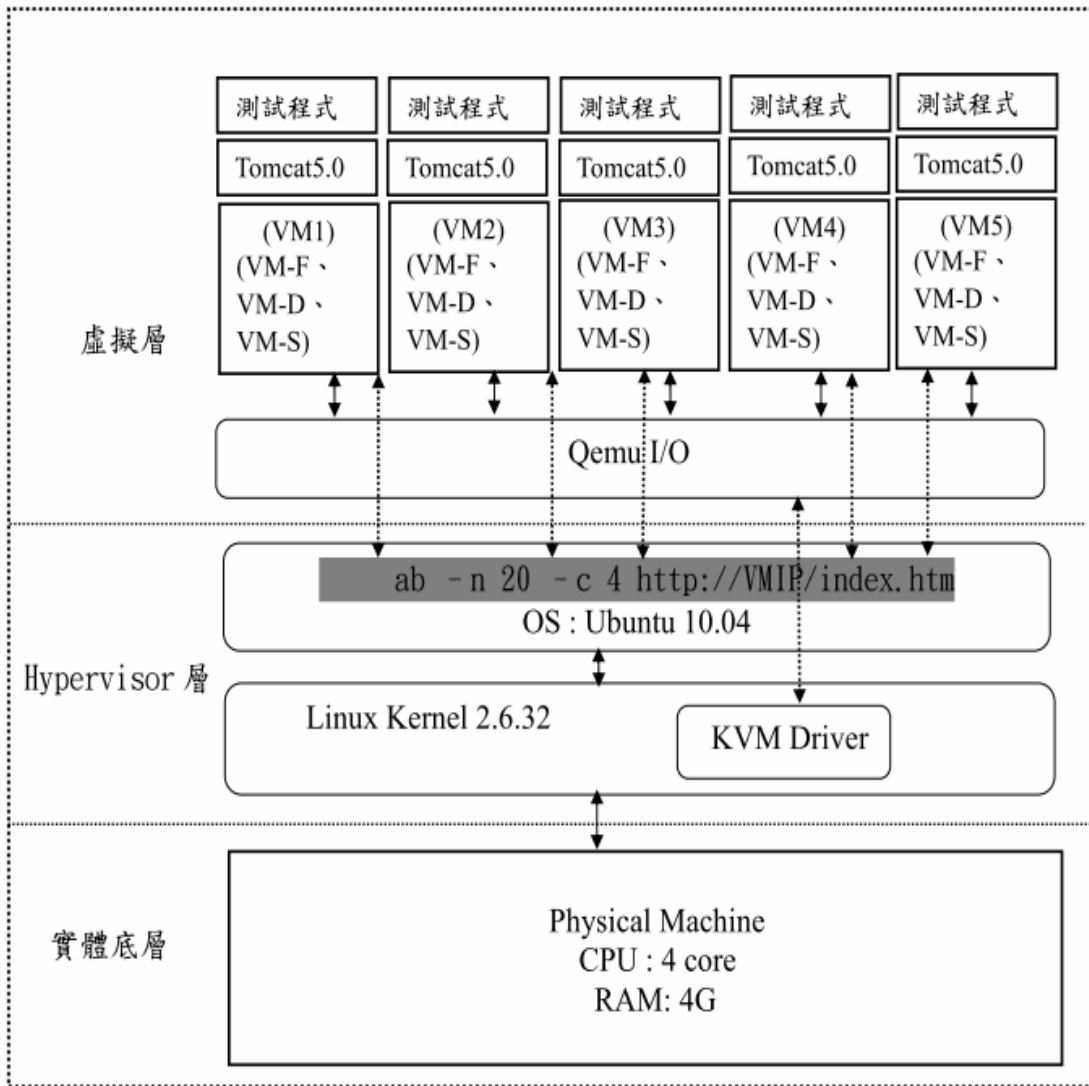 測試程式
測試程式
測試程式
測試程式
測試程式
Tomcat5.0
Tomcat5.0
Tomcat5.0
Tomcat5.0
Tomcat5.0
(VM1)
(VM-F、
VM-D、
VM-S)
(VM2)
(VM-F、
VM-D、
VM-S)
(VM3)
(VM-F、
VM-D、
VM-S)
(VM4)
(VM-F、
VM-D、
VM-S)
(VM5)
(VM-F、
VM-D、
VM-S)
虛擬層
Qemu I/O
ab –n 20 –c 4 http://VMIP/index.htm
OS : Ubuntu 10.04
Hypervisor 層
Linux Kernel 2.6.32
KVM Driver
實體底層
Physical Machine
CPU : 4 core
RAM: 4G